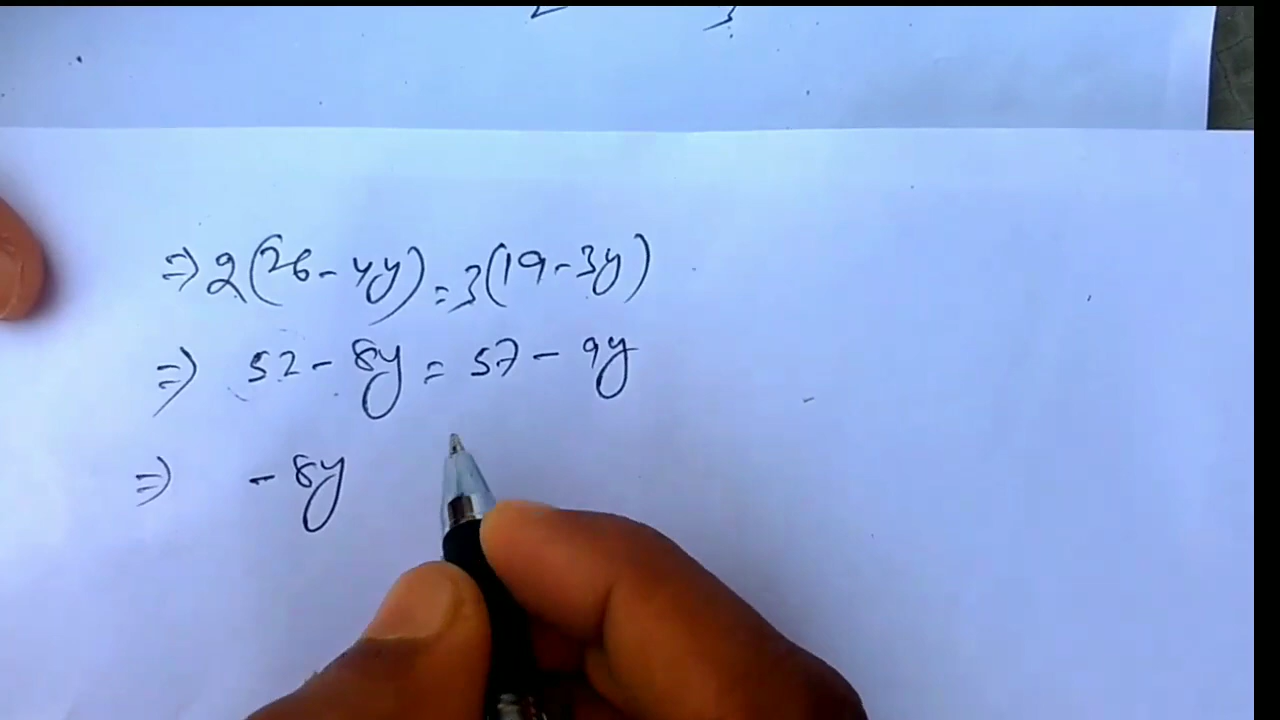 ⇒ 2(26-4y) = 3(19-3y)
⇒ 52 - 8y = 57 - 9y
⇒ - 8y